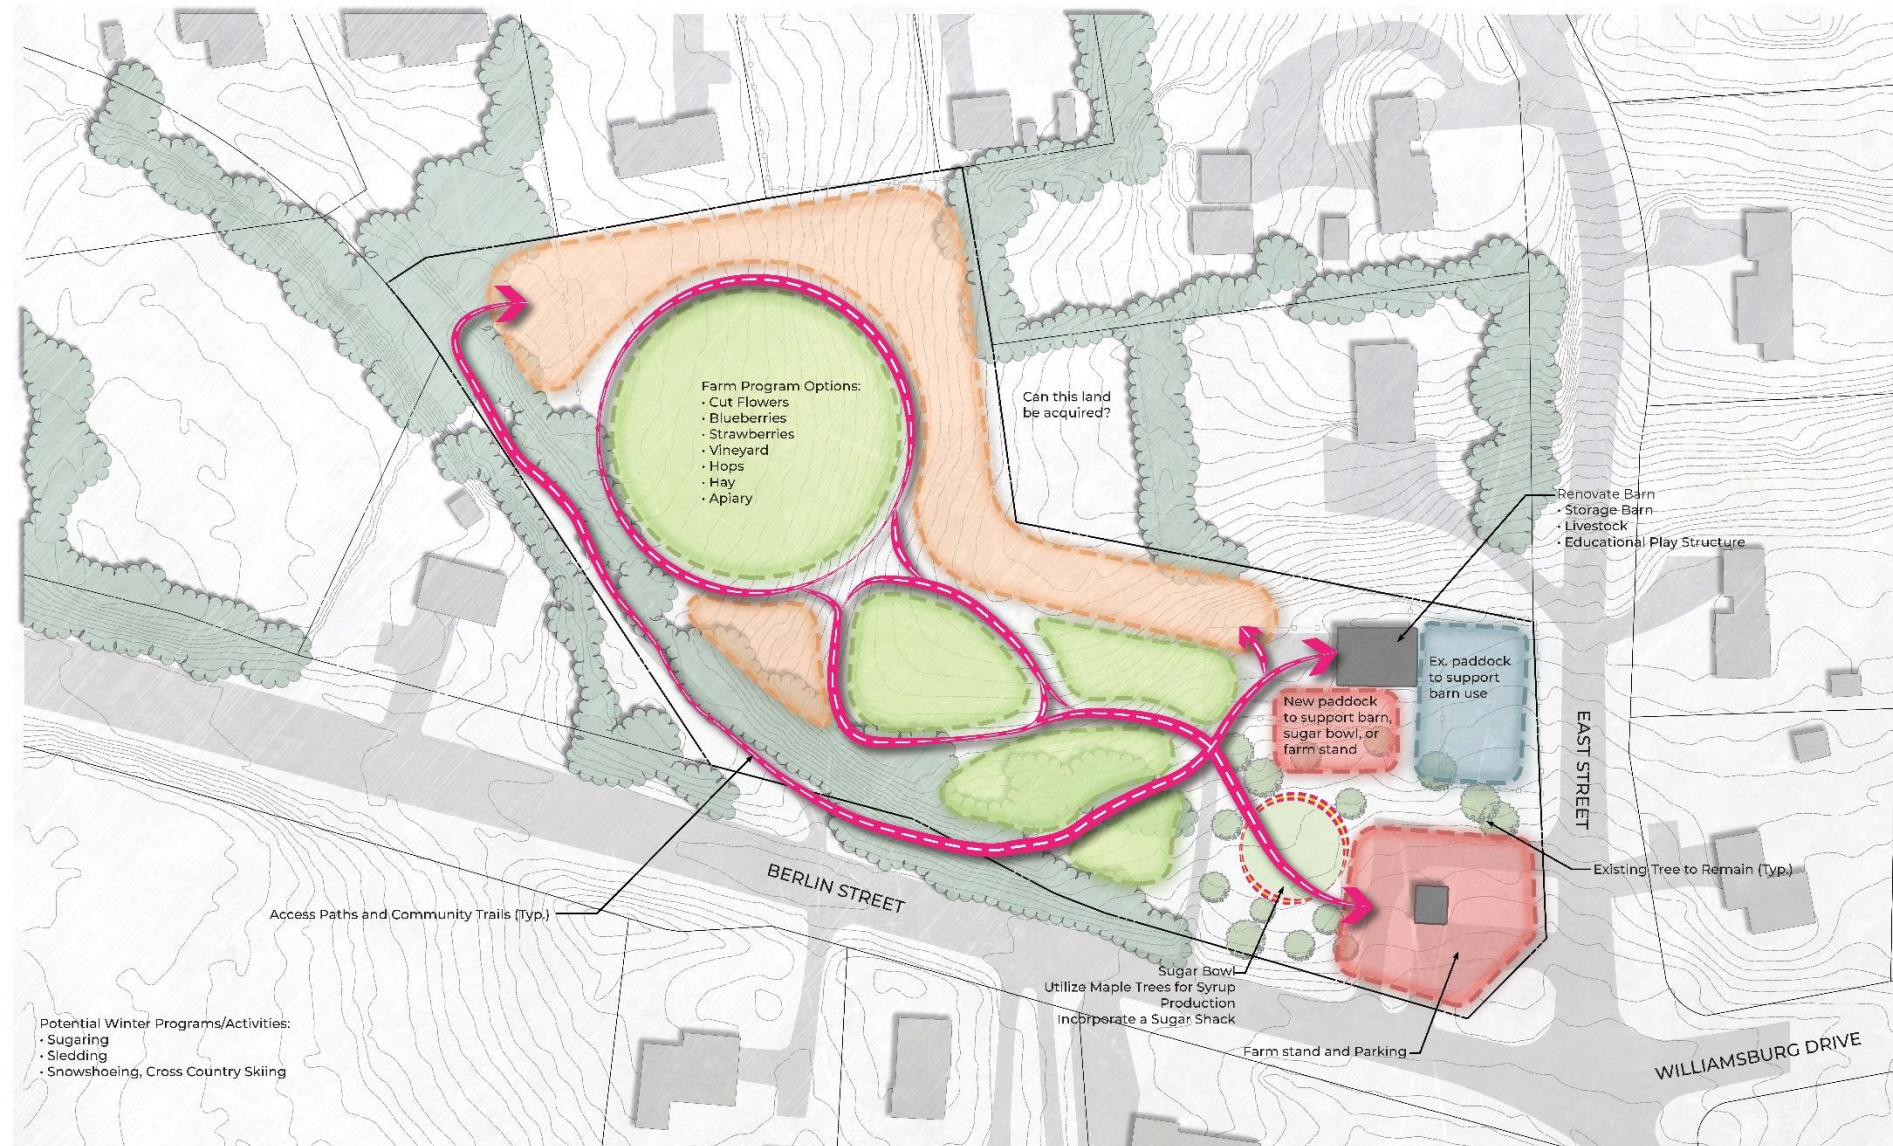 Farm Program Options:
• Cut Flowers
• Blueberries
• Strawberries
• Vineyard
• Hops
• Hay
• Apiary
Can this land
be acquired?
Renovate Barn
• Storage Barn
• Livestock
• Educational Play Structure
Ex. paddock
to support
barn use
New paddock
to support barn,
sugar bowl, or
farm stand
EAST STREET
Existing Tree to Remain (Typ.)
BERLIN STREET
Access Paths and Community Trails (Typ.)
Sugar Bowl
Utilize Maple Trees for Syrup
Production
Incorporate a Sugar Shack
Farm stand and Parking
WILLIAMSBURG DRIVE
Potential Winter Programs/Activities:
• Sugaring
• Sledding
• Snowshoeing, Cross Country Skiing